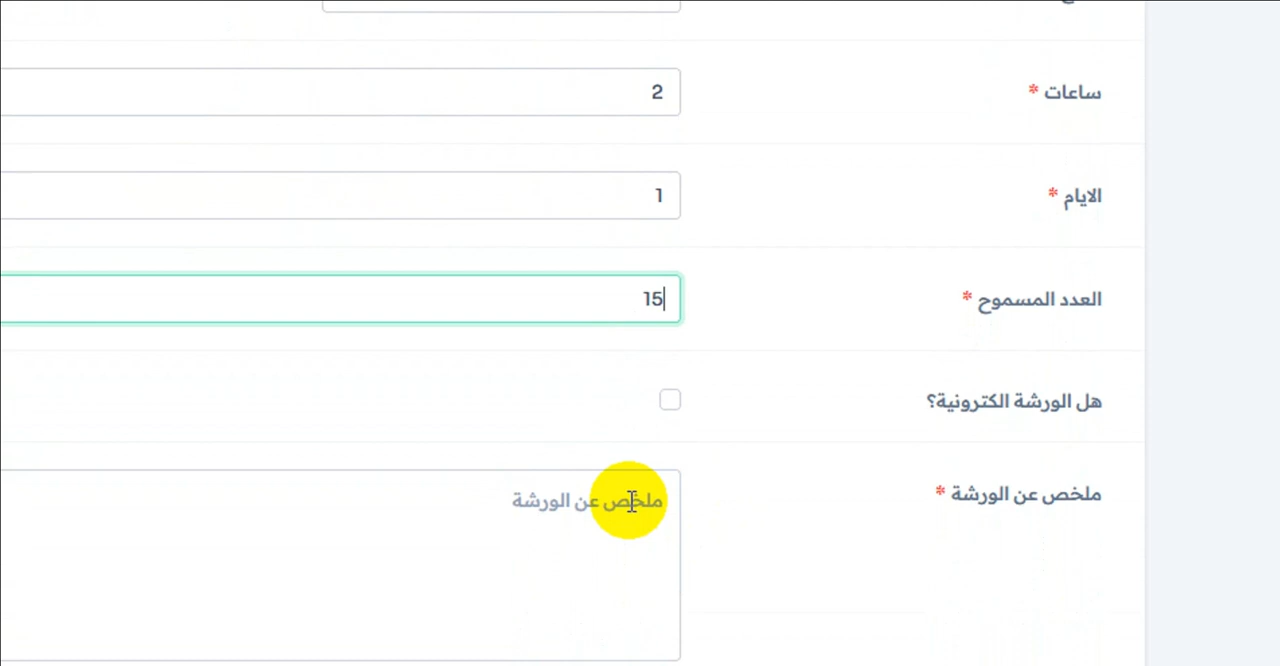 ساعات *
2
الايام *
1
العدد المسموح *
15
هل الورشة الكترونية؟
ملخص عن الورشة *
ملخص عن الورشة